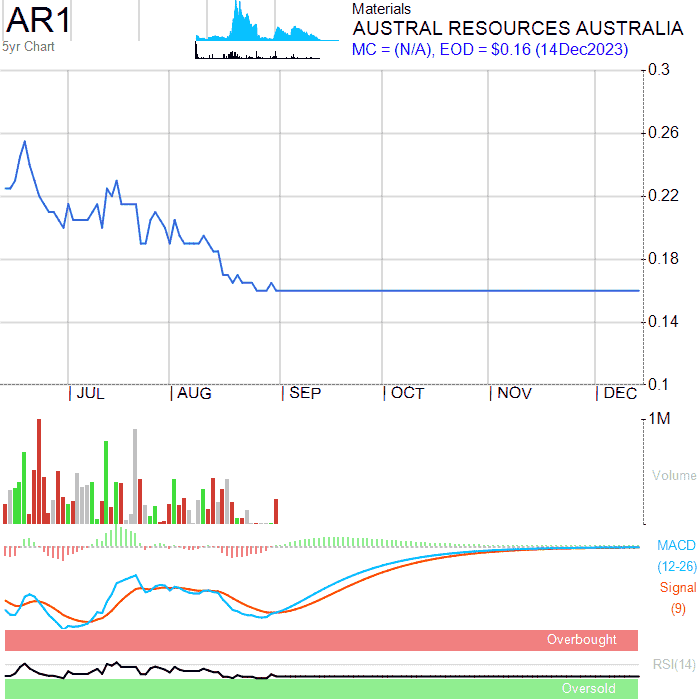 AR1
5yr Chart
Materials
AUSTRAL RESOURCES AUSTRALIA
MC = (N/A), EOD = $0.16 (14Dec2023)
0.3
0.26
0.22
0.18
0.14
0.1
JUL AUG SEP OCT NOV DEC
1M
Volume
MACD
(12-26)
Signal
(9)
Overbought
RSI(14)
Oversold